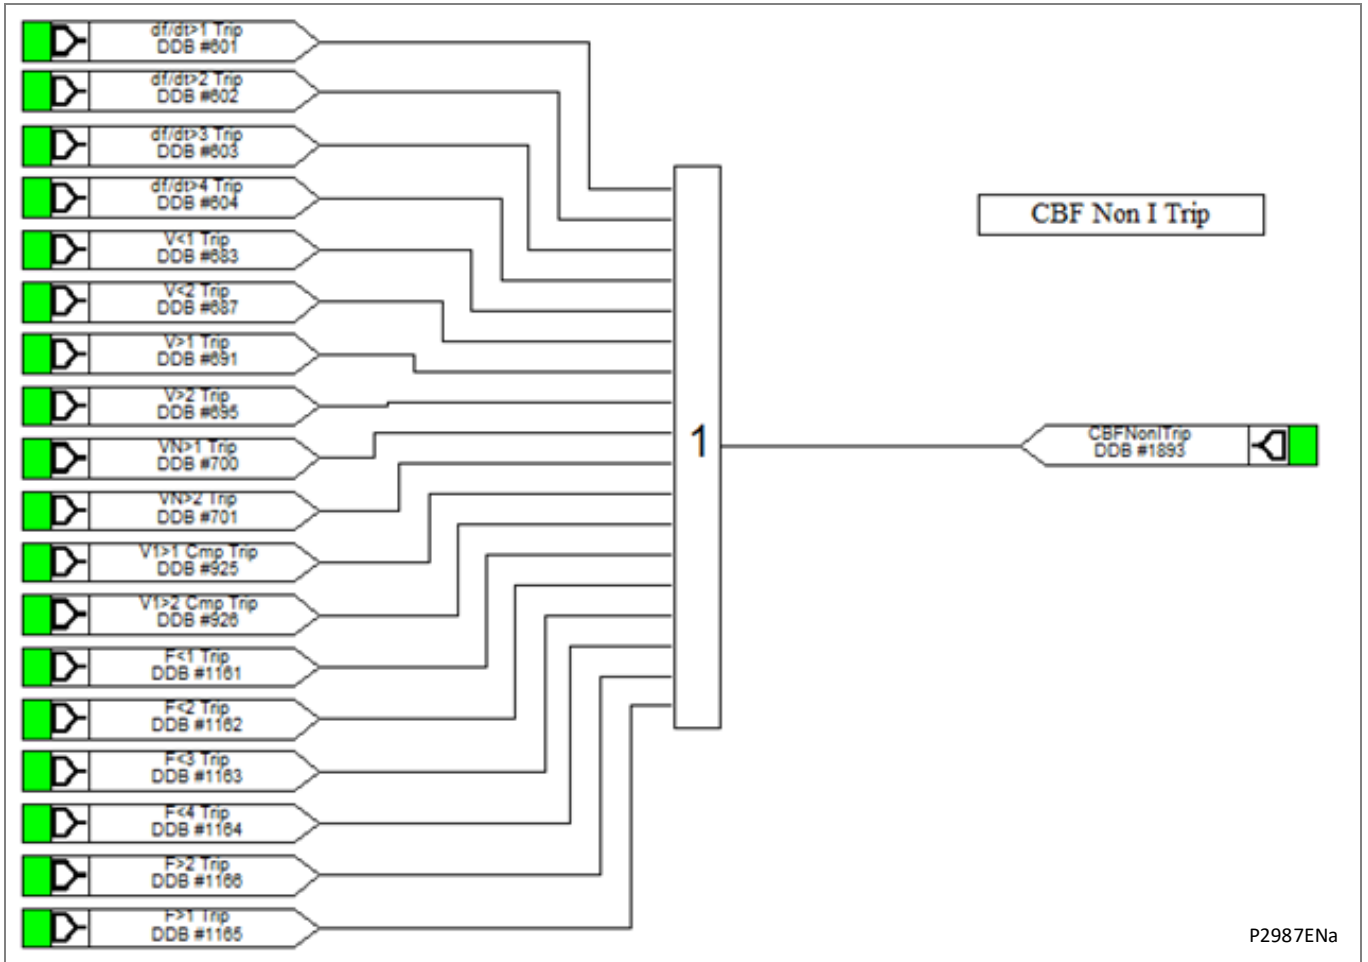 df/dt>1 Trip
DDB #601
df/dt>2 Trip
DDB #602
df/dt>3 Trip
DDB #603
df/dt>4 Trip
DDB #604
V<1 Trip
DDB #683
V<2 Trip
DDB #687
V>1 Trip
DDB #691
V>2 Trip
DDB #695
VN>1 Trip
DDB #700
VN>2 Trip
DDB #701
V1>1 Cmp Trip
DDB #925
V1>2 Cmp Trip
DDB #926
F<1 Trip
DDB #1161
F<2 Trip
DDB #1162
F<3 Trip
DDB #1163
F<4 Trip
DDB #1164
F>2 Trip
DDB #1166
F>1 Trip
DDB #1165
1
CBF Non I Trip
CBFNonITrip
DDB #1893
P2987ENa